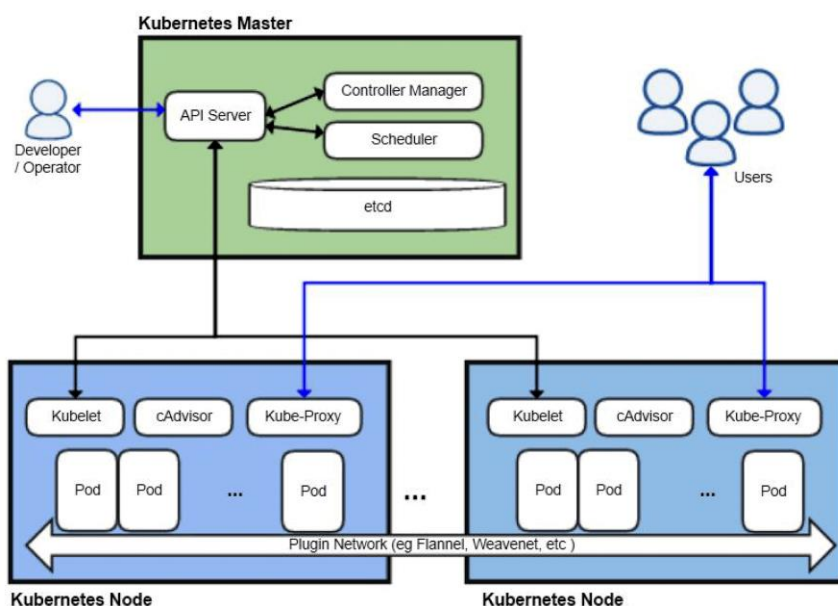 Kubernetes Master
API Server
Controller Manager
Scheduler
etcd
Developer
/ Operator
Users
Kubelet
cAdvisor
Kube-Proxy
Pod
Pod
...
Pod
...
Kubelet
cAdvisor
Kube-Proxy
Pod
Pod
...
Pod
Plugin Network (eg Flannel, Weavenet, etc )
Kubernetes Node
Kubernetes Node